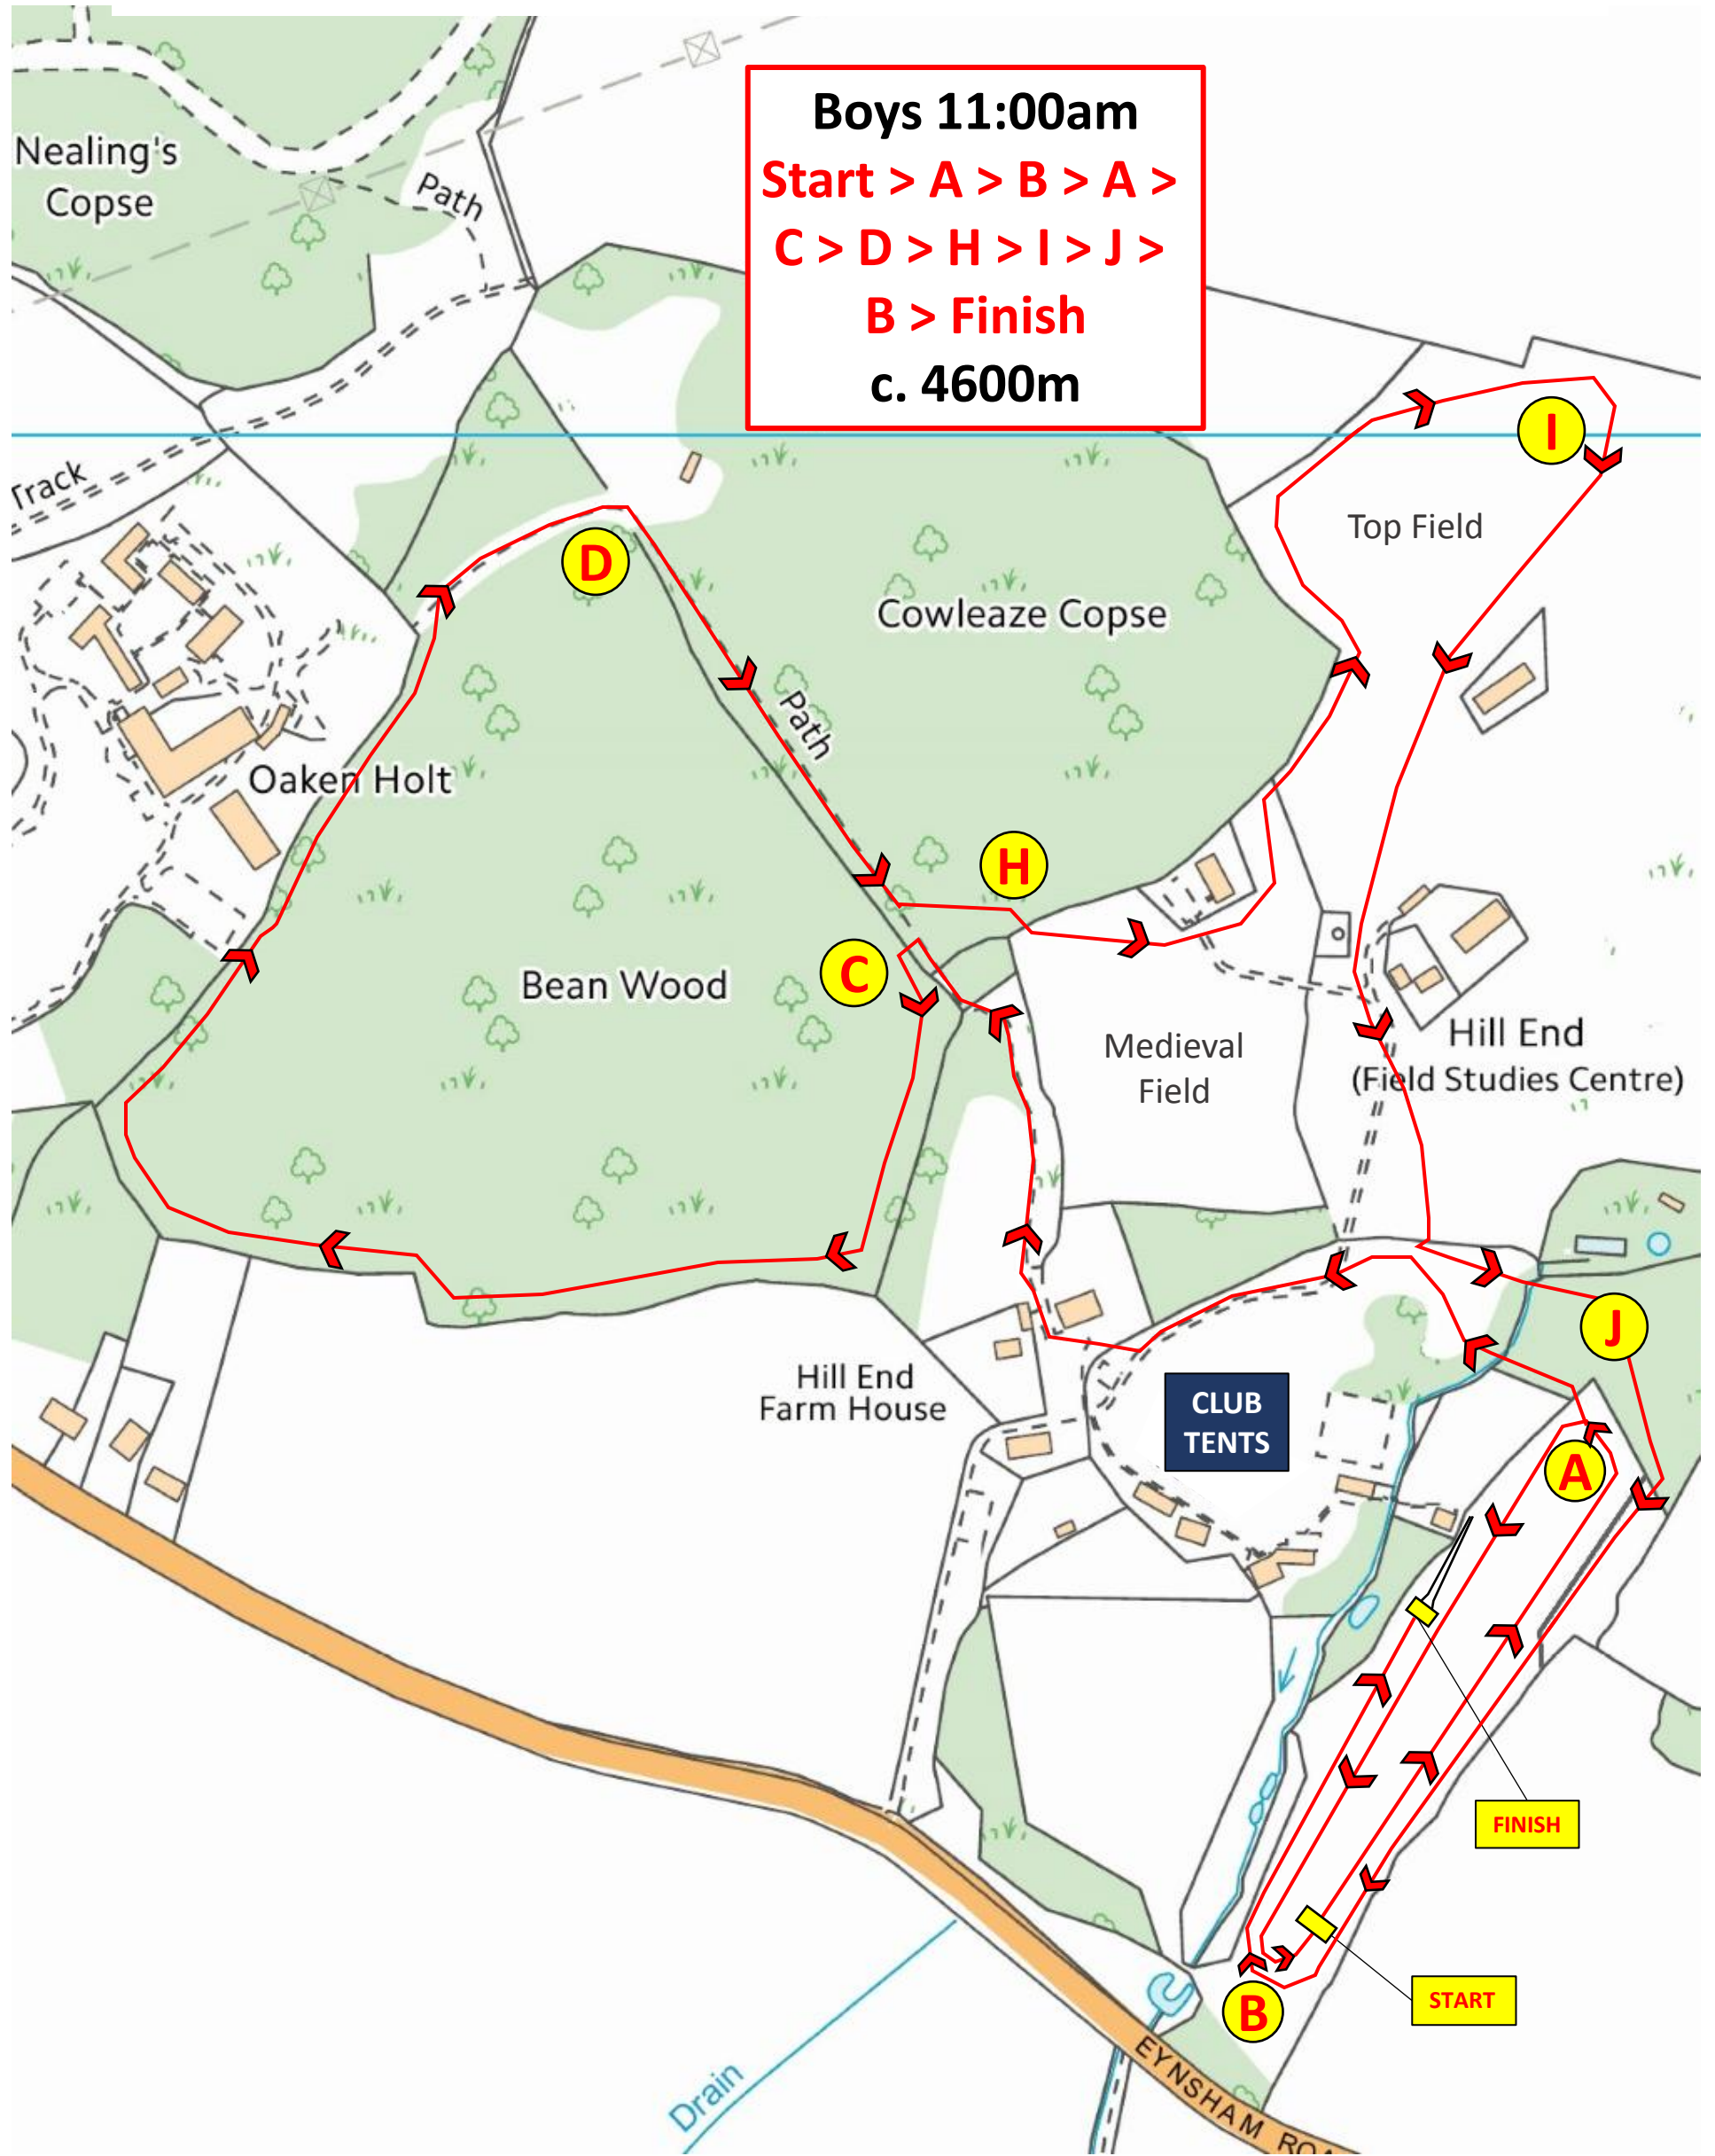 Boys 11:00am
Start > A > B > A >
C > D > H > I > J >
B > Finish
c. 4600m
Nealing's
Copse
Path
Track
I
Top Field
D
Cowleaze Copse
Path
Oaken Holt
H
C
Bean Wood
Medieval
Field
Hill End
(Field Studies Centre)
J
Hill End
Farm House
CLUB
TENTS
A
FINISH
START
B
Drain
EYNSHAM ROA